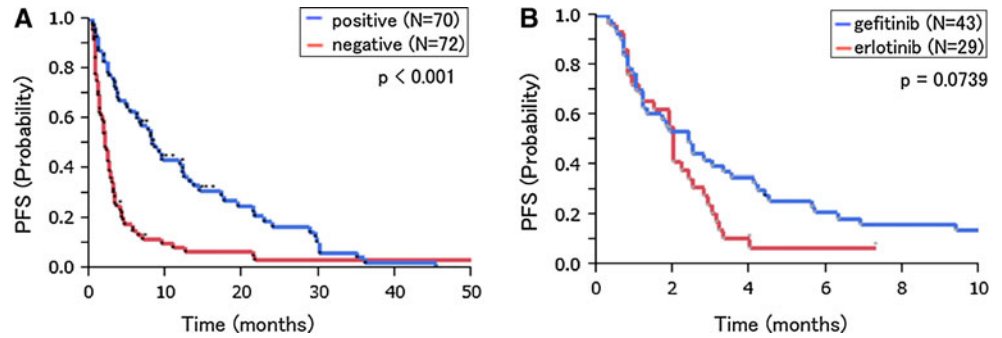 A
positive (N=70)
negative (N=72)
p < 0.001
PFS (Probability)
1.0
0.8
0.6
0.4
0.2
0.0
0 10 20 30 40 50
Time (months)
B
gefitinib (N=43)
erlotinib (N=29)
p = 0.0739
PFS (Probability)
1.0
0.8
0.6
0.4
0.2
0.0
0 2 4 6 8 10
Time (months)